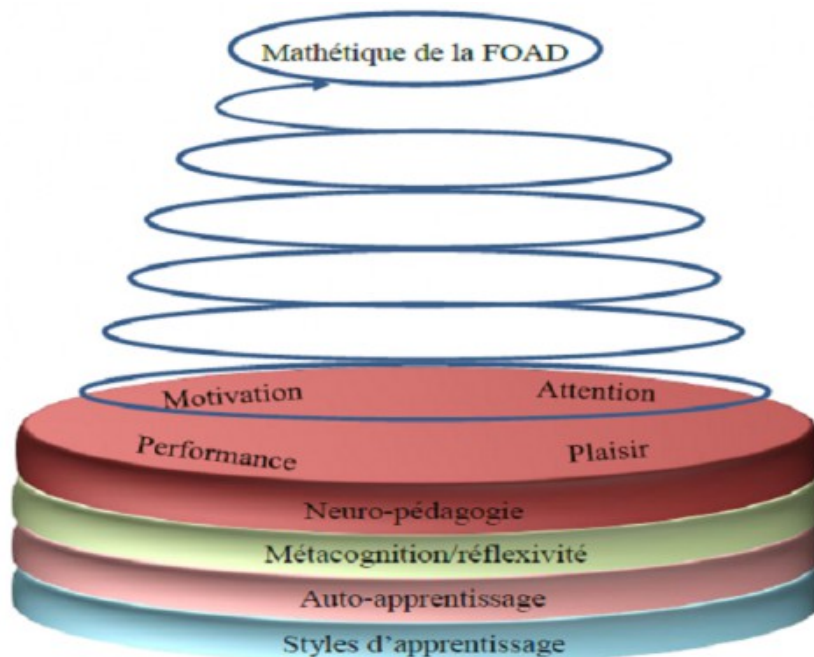 Mathétique de la FOAD
Motivation Attention
Performance Plaisir
Neuro-pédagogie
Métacognition/réflexivité
Auto-apprentissage
Styles d’apprentissage